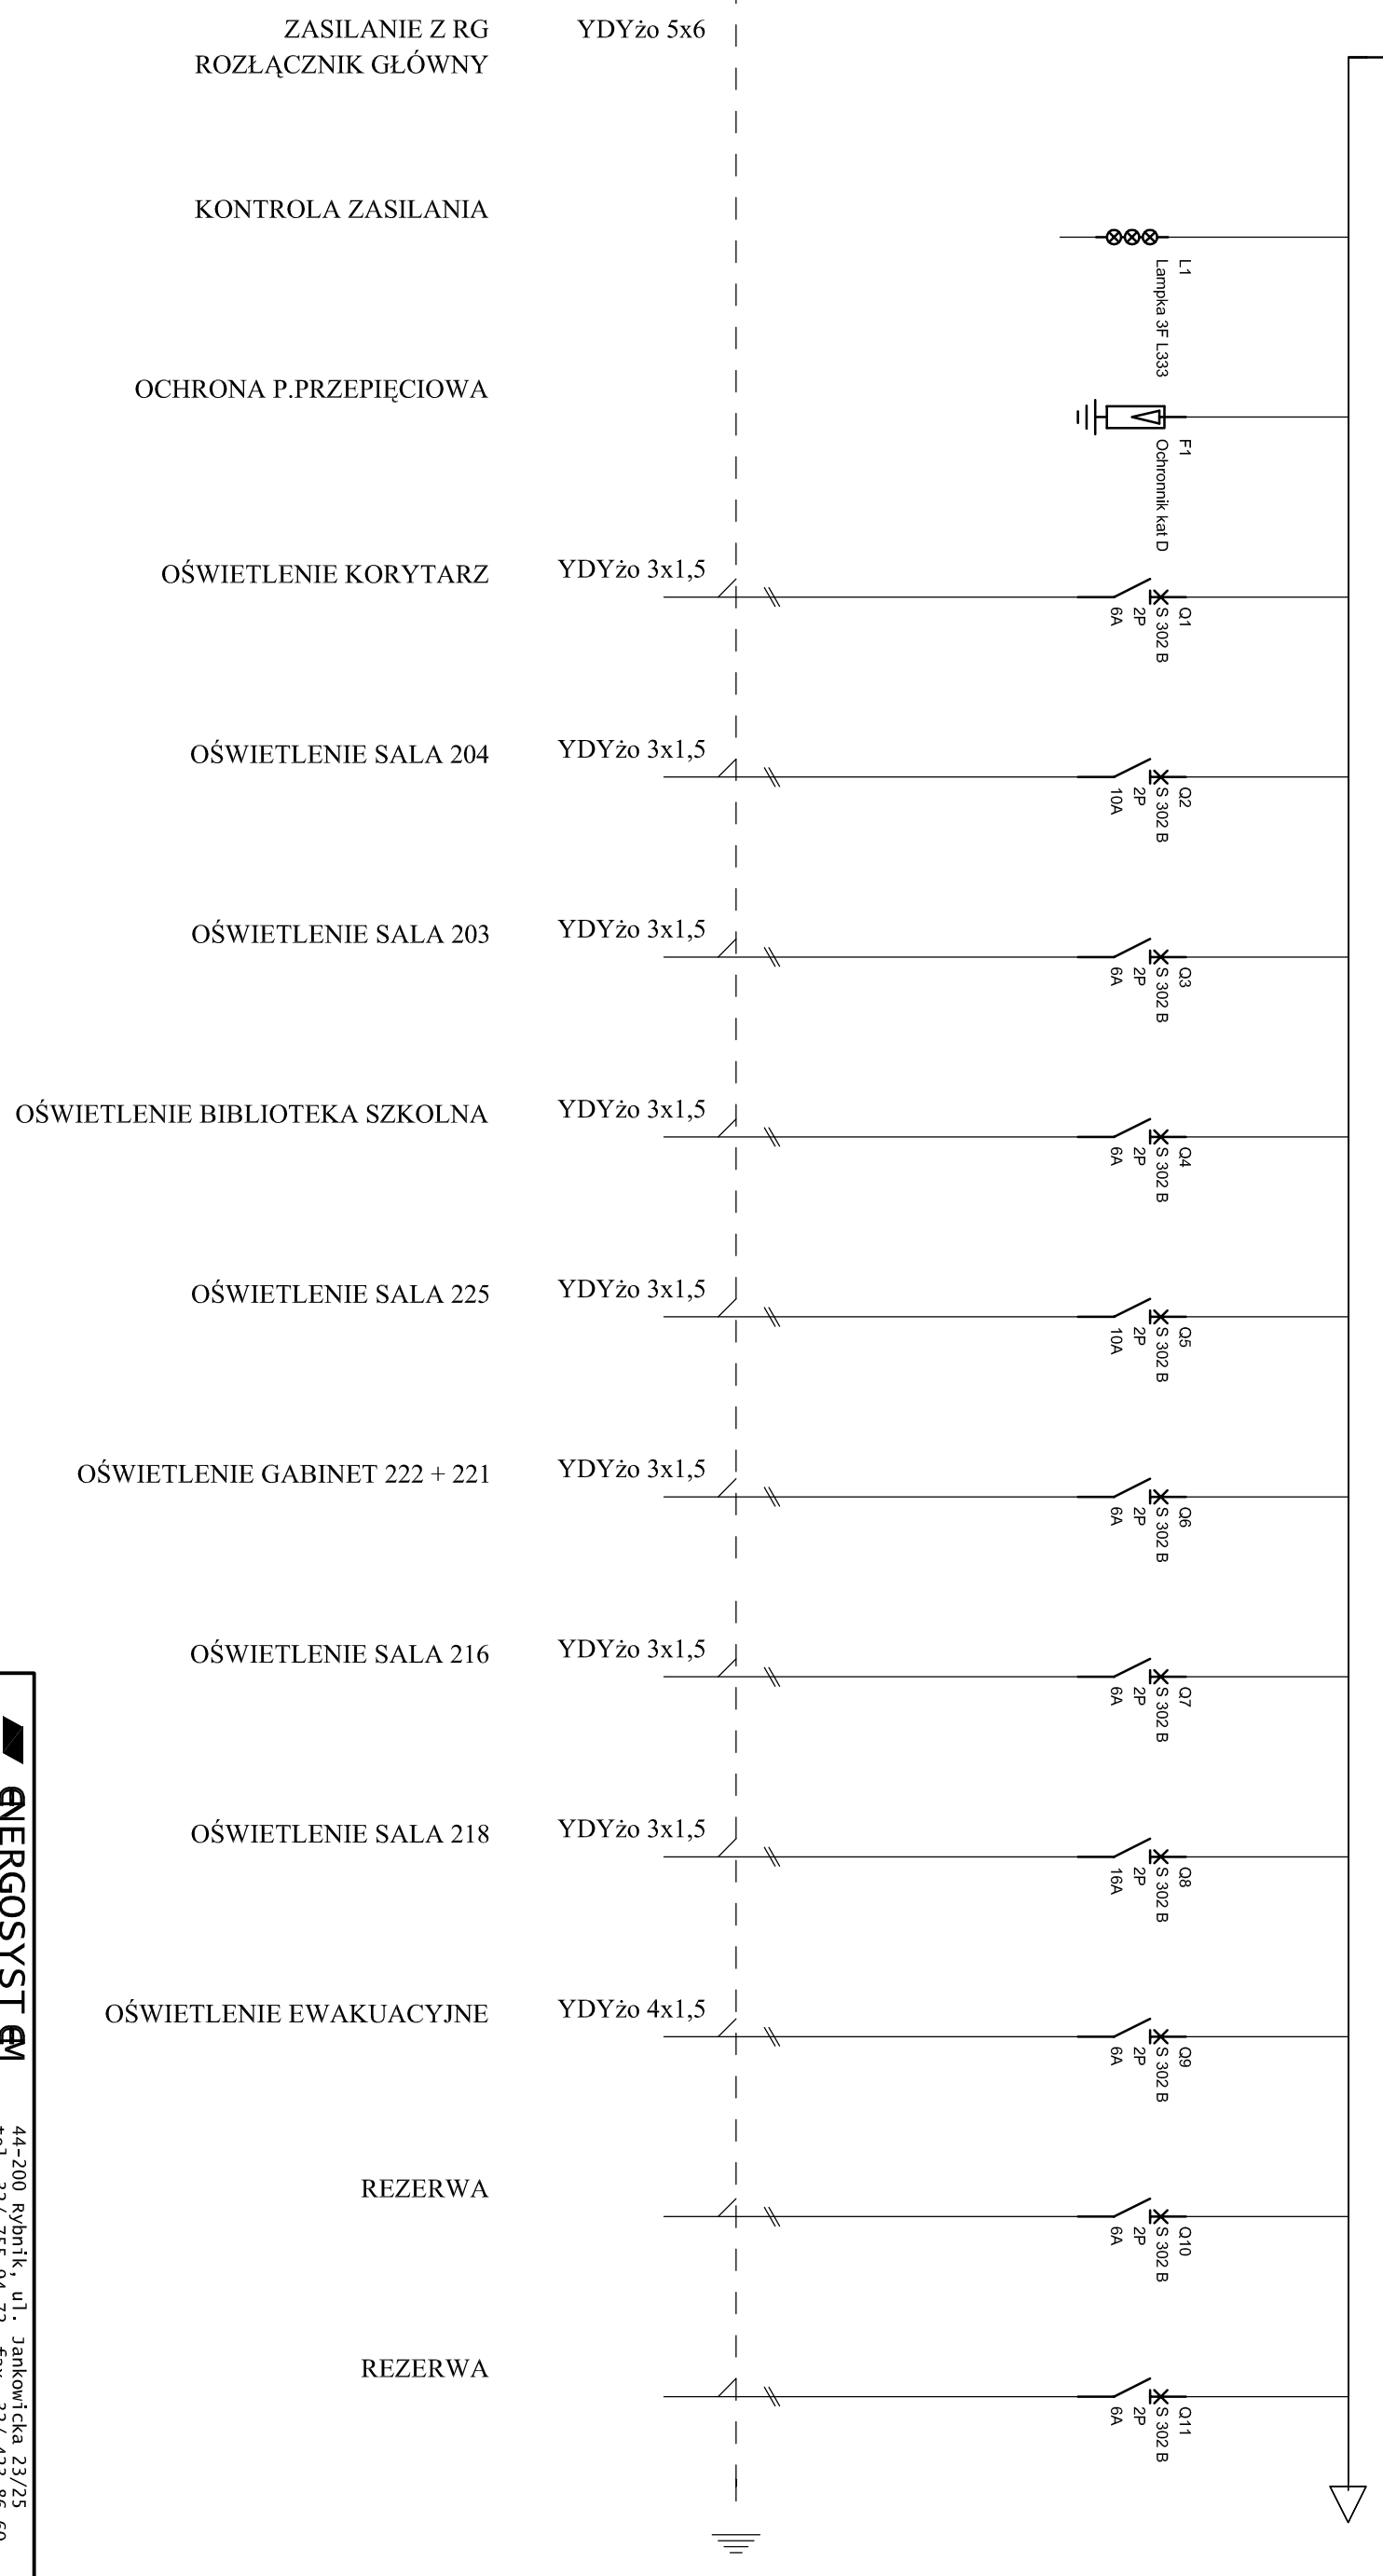 ZASILANIE Z RG YDYżo 5x6
ROZŁĄCZNIK GŁÓWNY
KONTROLA ZASILANIA
L1
Lampka 3F L333
OCHRONA P.PRZEPIĘCIOWA
F1
Ochronnik kat D
OŚWIETLENIE KORYTARZ YDYżo 3x1,5
Q1
S 302 B
2P
6A
OŚWIETLENIE SALA 204 YDYżo 3x1,5
Q2
S 302 B
2P
10A
OŚWIETLENIE SALA 203 YDYżo 3x1,5
Q3
S 302 B
2P
6A
OŚWIETLENIE BIBLIOTEKA SZKOLNA YDYżo 3x1,5
Q4
S 302 B
2P
6A
OŚWIETLENIE SALA 225 YDYżo 3x1,5
Q5
S 302 B
2P
10A
OŚWIETLENIE GABINET 222 + 221 YDYżo 3x1,5
Q6
S 302 B
2P
6A
OŚWIETLENIE SALA 216 YDYżo 3x1,5
Q7
S 302 B
2P
6A
OŚWIETLENIE SALA 218 YDYżo 3x1,5
Q8
S 302 B
2P
16A
OŚWIETLENIE EWAKUACYJNE YDYżo 4x1,5
Q9
S 302 B
2P
6A
REZERWA
Q10
S 302 B
2P
6A
REZERWA
Q11
S 302 B
2P
6A
ENERGOSYSTEM
44-200 Rybnik, ul. Jankowicka 23/25